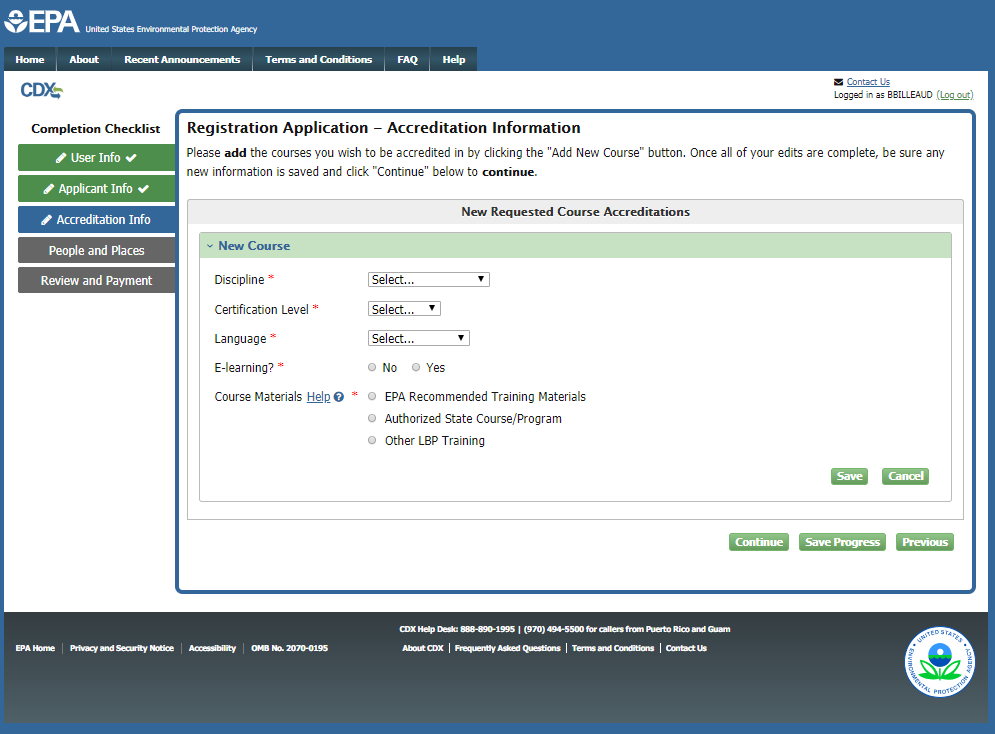 EPA United States Environmental Protection Agency
Home About Recent Announcements Terms and Conditions FAQ Help
CDX
Contact Us
Logged in as BBILLEAUD (Log out)
Completion Checklist
User Info
Applicant Info
Accreditation Info
People and Places
Review and Payment
Registration Application – Accreditation Information
Please add the courses you wish to be accredited in by clicking the "Add New Course" button. Once all of your edits are complete, be sure any
new information is saved and click "Continue" below to continue.
New Requested Course Accreditations
New Course
Discipline * Select...
Certification Level * Select...
Language * Select...
E-learning? * No Yes
Course Materials Help ? * EPA Recommended Training Materials
Authorized State Course/Program
Other LBP Training
Save Cancel
Continue Save Progress Previous
CDX Help Desk: 888-890-1995 | (970) 494-5500 for callers from Puerto Rico and Guam
EPA Home | Privacy and Security Notice | Accessibility | OMB No. 2070-0195
About CDX | Frequently Asked Questions | Terms and Conditions | Contact Us
UNITED STATES ENVIRONMENTAL PROTECTION AGENCY